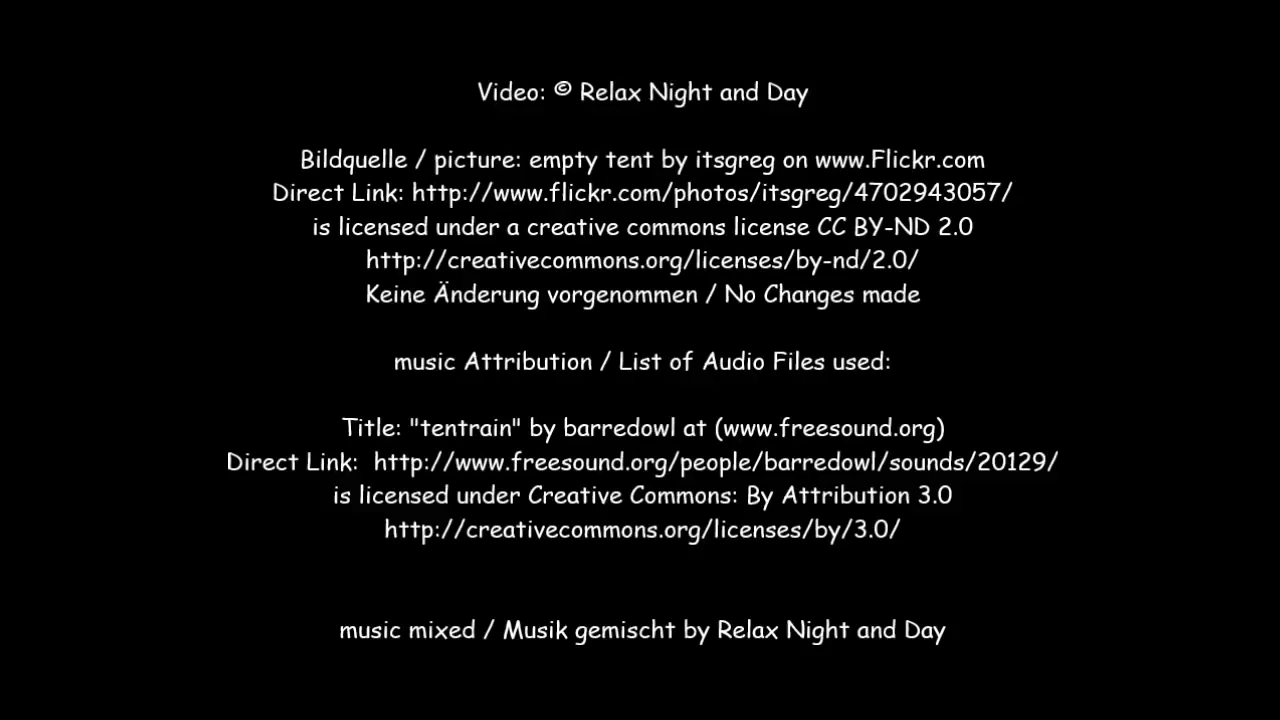 Video: © Relax Night and Day
Bildquelle / picture: empty tent by itsgreg on www.Flickr.com
Direct Link: http://www.flickr.com/photos/itsgreg/4702943057/
is licensed under a creative commons license CC BY-ND 2.0
http://creativecommons.org/licenses/by-nd/2.0/
Keine Änderung vorgenommen / No Changes made
music Attribution / List of Audio Files used:
Title: "tentrain" by barredowl at (www.freesound.org)
Direct Link:  http://www.freesound.org/people/barredowl/sounds/20129/
is licensed under Creative Commons: By Attribution 3.0
http://creativecommons.org/licenses/by/3.0/
music mixed / Musik gemischt by Relax Night and Day